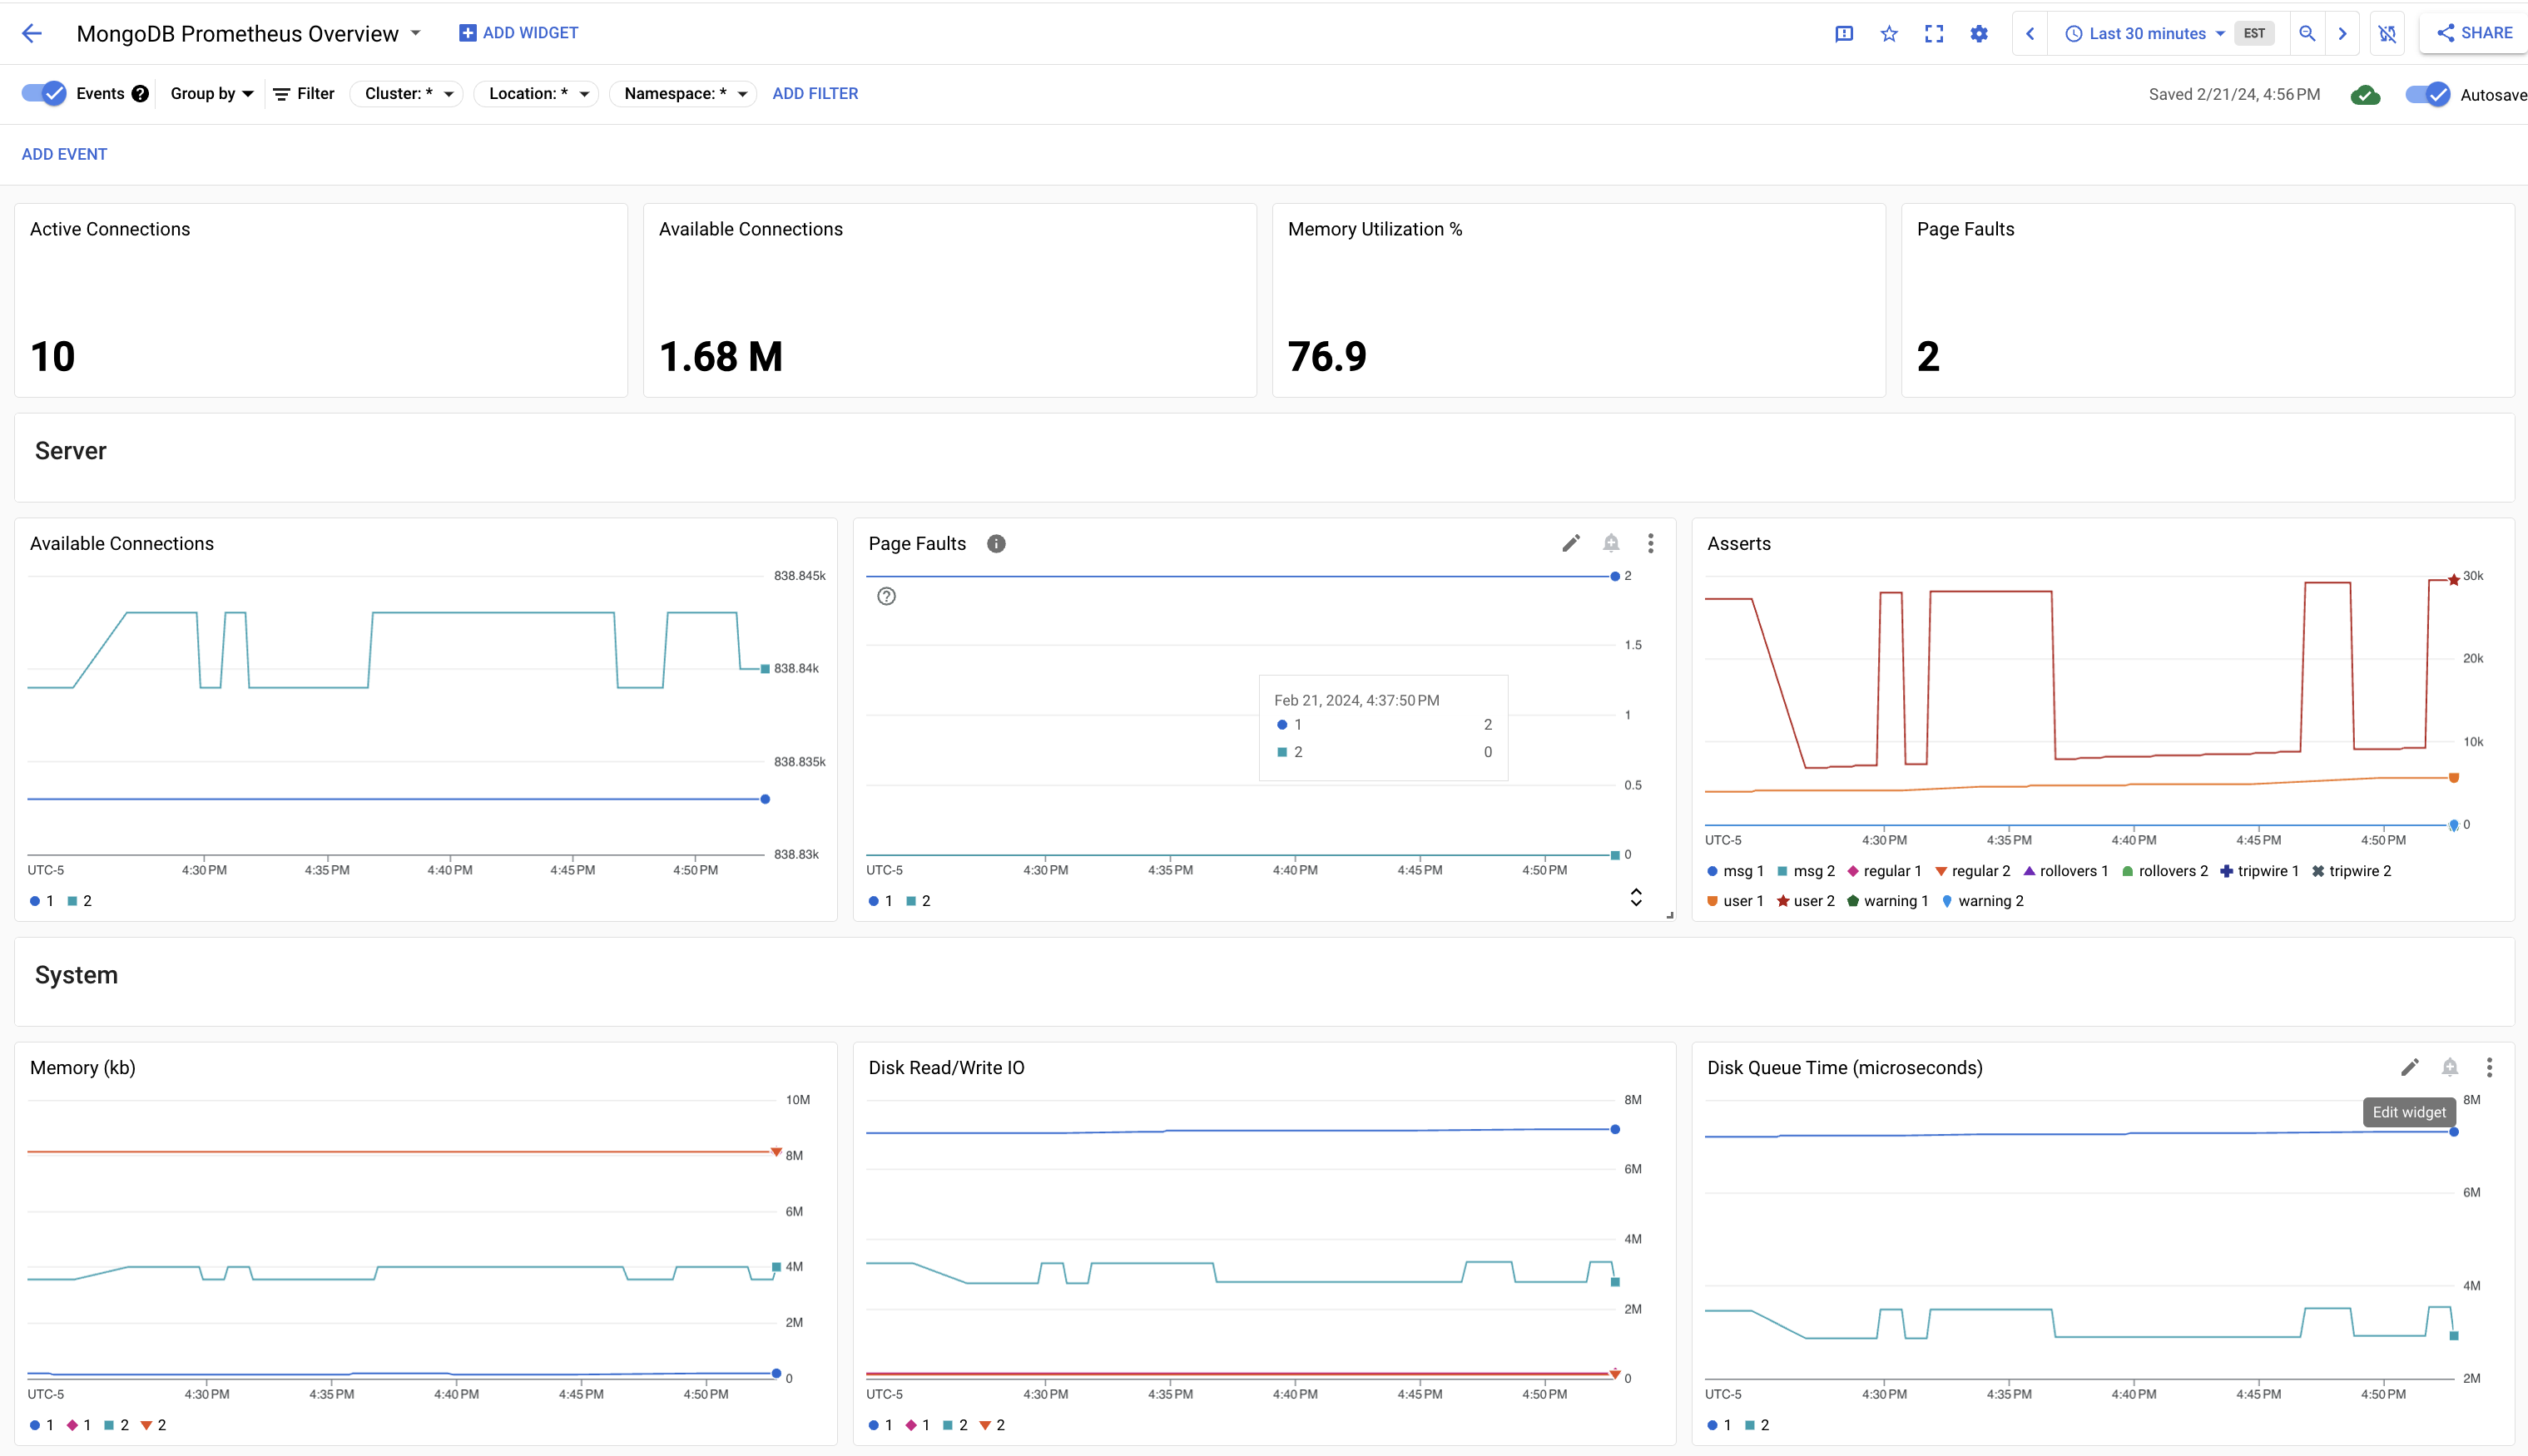 MongoDB Prometheus Overview ADD WIDGET Last 30 minutes EST SHARE
Events Group by Filter Cluster: * Location: * Namespace: * ADD FILTER Saved 2/21/24, 4:56 PM Autosave
ADD EVENT
Active Connections
10
Available Connections
1.68 M
Memory Utilization %
76.9
Page Faults
2
Server
Available Connections
838.845k
838.84k
838.835k
838.83k
UTC-5 4:30 PM 4:35 PM 4:40 PM 4:45 PM 4:50 PM
1 2
Page Faults
2
1.5
1
0.5
0
Feb 21, 2024, 4:37:50 PM
1 2
2 0
UTC-5 4:30 PM 4:35 PM 4:40 PM 4:45 PM 4:50 PM
1 2
Asserts
30k
20k
10k
0
UTC-5 4:30 PM 4:35 PM 4:40 PM 4:45 PM 4:50 PM
msg 1 msg 2 regular 1 regular 2 rollovers 1 rollovers 2 tripwire 1 tripwire 2
user 1 user 2 warning 1 warning 2
System
Memory (kb)
10M
8M
6M
4M
2M
0
UTC-5 4:30 PM 4:35 PM 4:40 PM 4:45 PM 4:50 PM
1 1 2 2
Disk Read/Write IO
8M
6M
4M
2M
0
UTC-5 4:30 PM 4:35 PM 4:40 PM 4:45 PM 4:50 PM
1 1 2 2
Disk Queue Time (microseconds)
Edit widget
8M
6M
4M
2M
UTC-5 4:30 PM 4:35 PM 4:40 PM 4:45 PM 4:50 PM
1 2